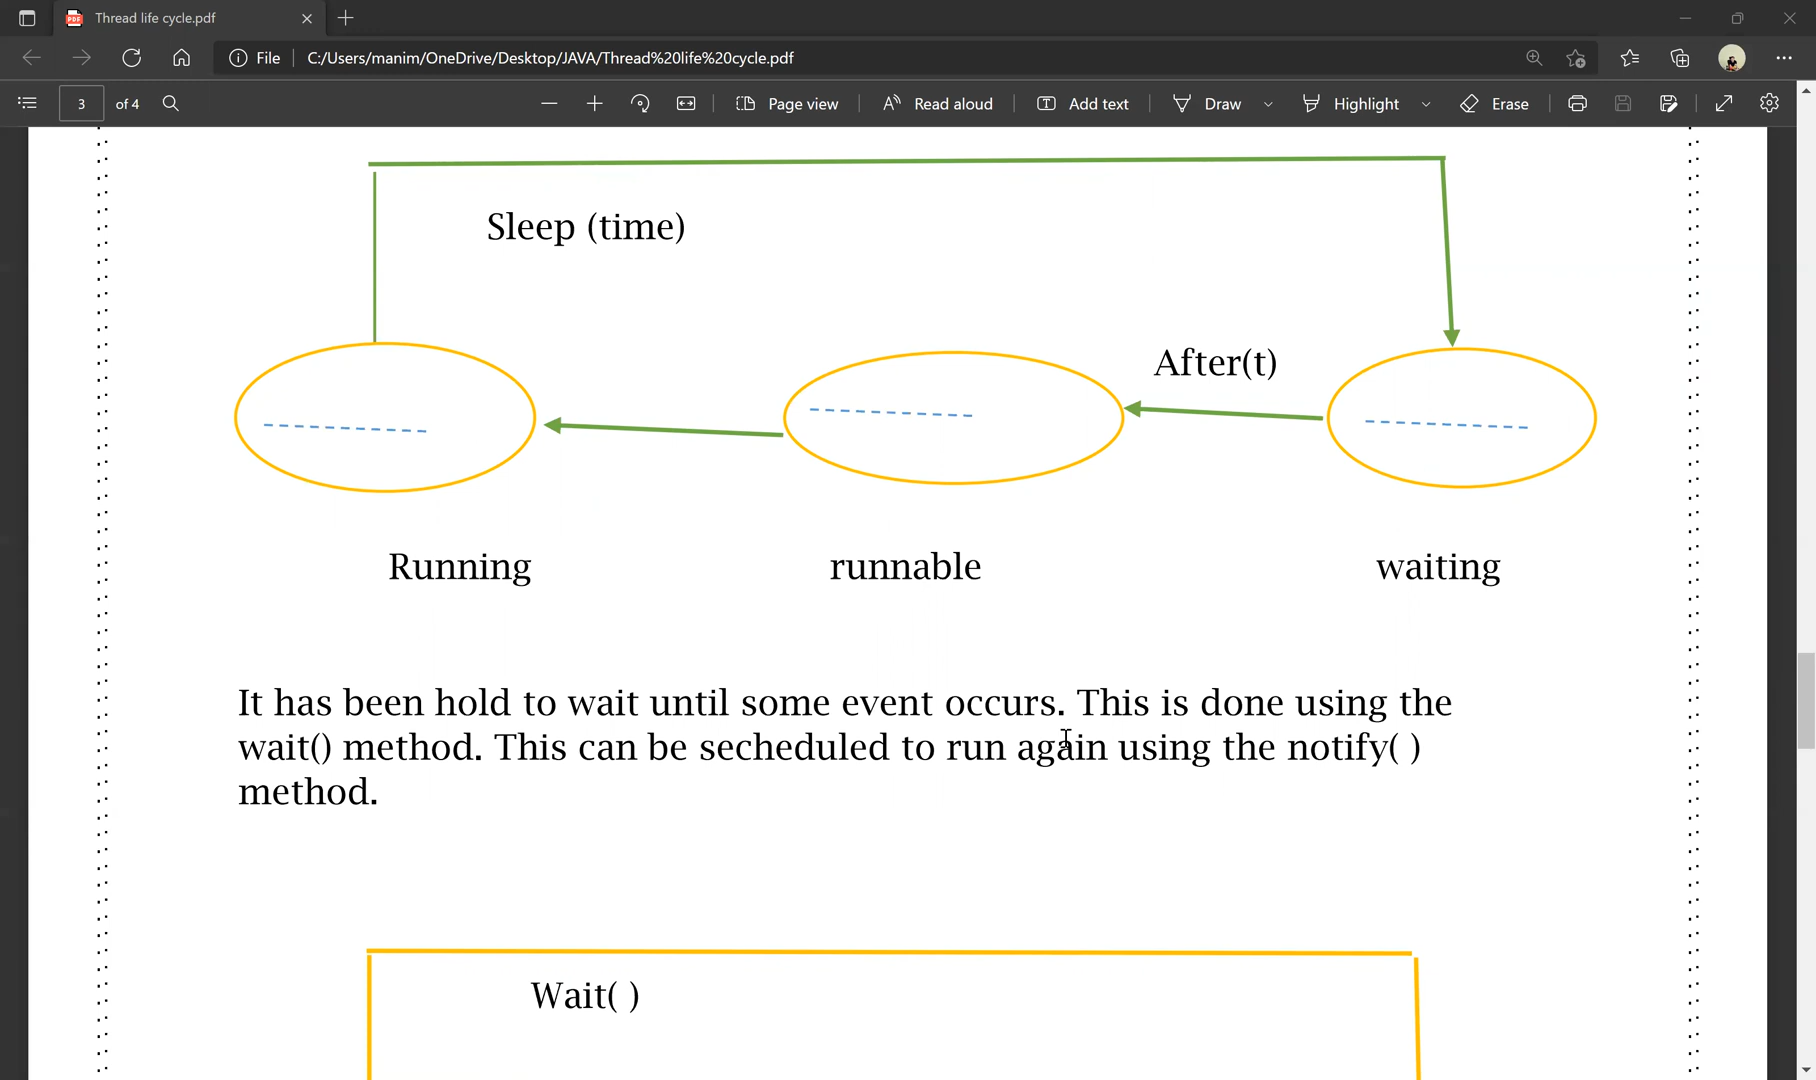 Thread life cycle.pdf
File
C:/Users/manim/OneDrive/Desktop/JAVA/Thread%20life%20cycle.pdf
3 of 4
Page view
Read aloud
Add text
Draw
Highlight
Erase
Sleep (time)
After(t)
Running
runnable
waiting
It has been hold to wait until some event occurs. This is done using the
wait() method. This can be secheduled to run again using the notify( )
method.
Wait( )